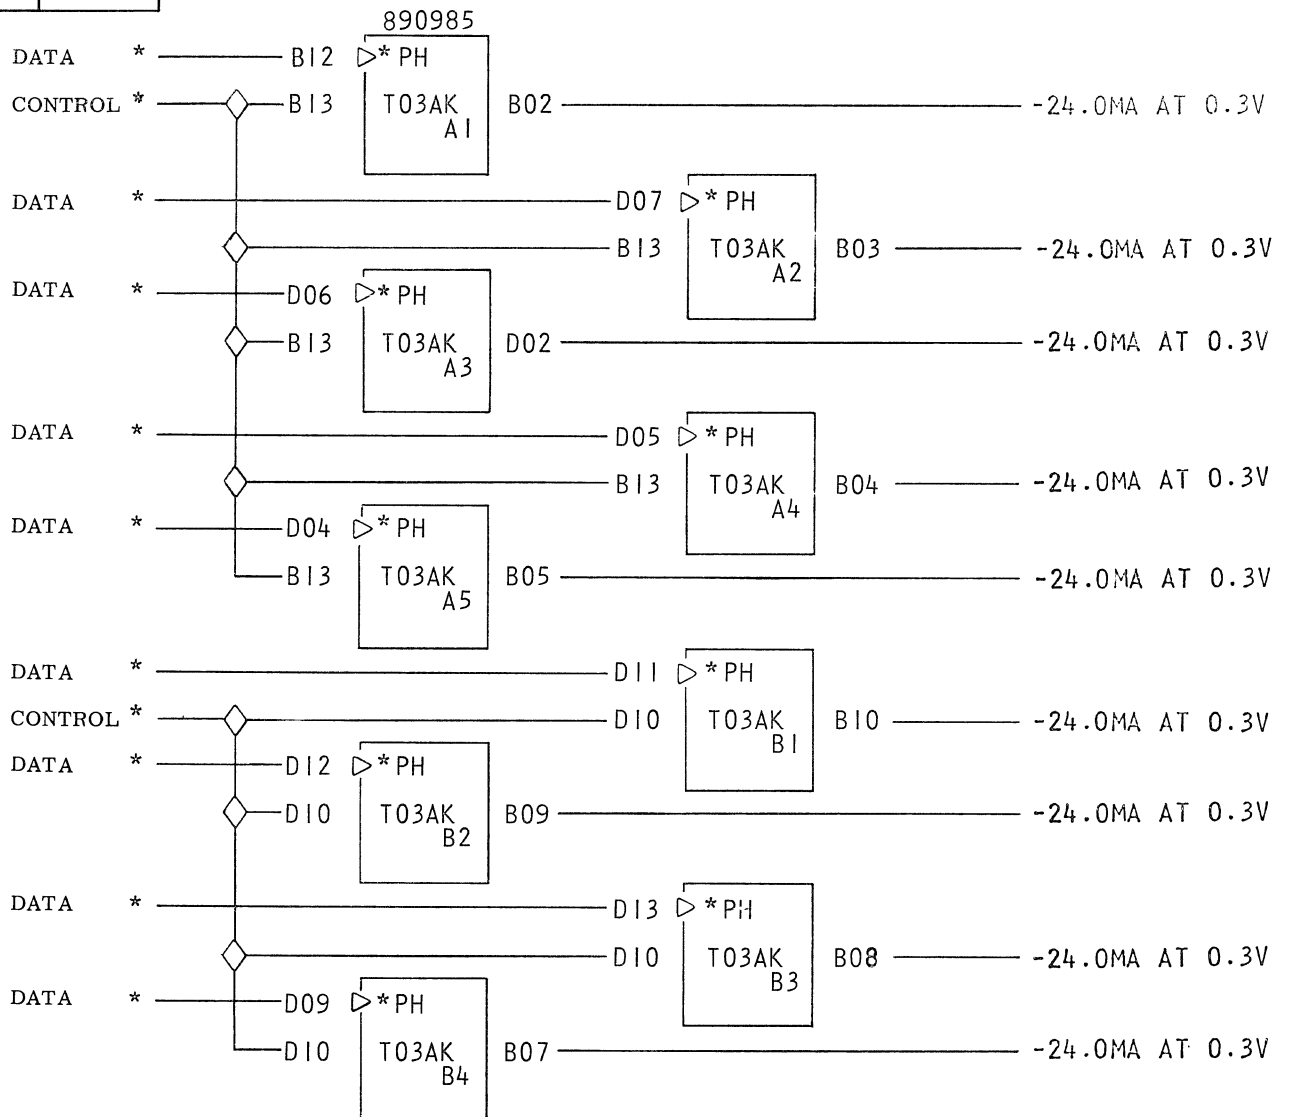 890985
DATA * B12 * PH
CONTROL * B13 T03AK B02 -24.0MA AT 0.3V
A1
DATA * D07 * PH
B13 T03AK B03 -24.0MA AT 0.3V
A2
DATA * D06 * PH
B13 T03AK D02 -24.0MA AT 0.3V
A3
DATA * D05 * PH
B13 T03AK B04 -24.0MA AT 0.3V
A4
DATA * D04 * PH
B13 T03AK B05 -24.0MA AT 0.3V
A5
DATA * D11 * PH
CONTROL * D10 T03AK B10 -24.0MA AT 0.3V
B1
DATA * D12 * PH
D10 T03AK B09 -24.0MA AT 0.3V
B2
DATA * D13 * PH
D10 T03AK B08 -24.0MA AT 0.3V
B3
DATA * D09 * PH
D10 T03AK B07 -24.0MA AT 0.3V
B4